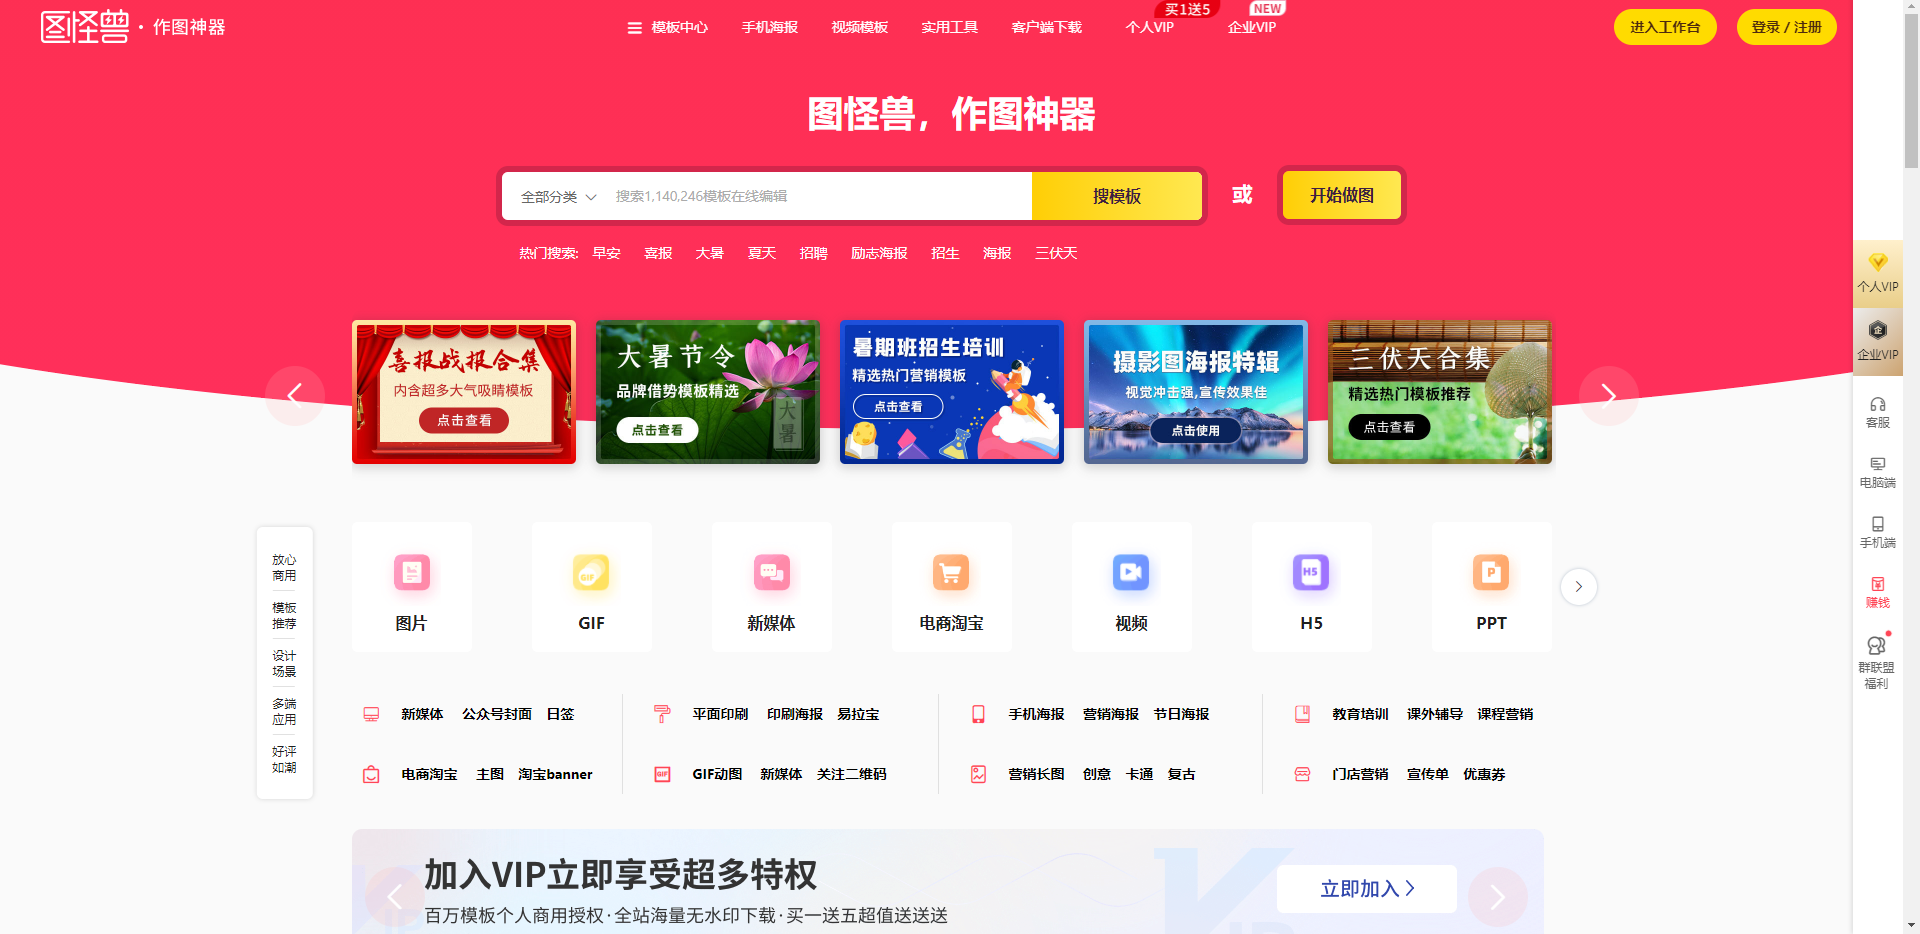 图怪兽 · 作图神器
模板中心 手机海报 视频模板 实用工具 客户端下载 个人VIP 买1送5 企业VIP NEW
进入工作台 登录 / 注册
图怪兽，作图神器
全部分类 搜索1,140,246模板在线编辑 搜模板 或 开始做图
热门搜索: 早安 喜报 大暑 夏天 招聘 励志海报 招生 海报 三伏天
喜报战报合集
内含超多大气吸睛模板
点击查看
大暑节令
品牌借势模板精选
点击查看
大暑
暑期班招生培训
精选热门营销模板
点击查看
摄影图海报特辑
视觉冲击强,宣传效果佳
点击使用
三伏天合集
精选热门模板推荐
点击查看
放心
商用
模板
推荐
设计
场景
多端
应用
好评
如潮
图片
GIF
GIF
新媒体
电商淘宝
视频
H5
H5
P
PPT
新媒体 公众号封面 日签
平面印刷 印刷海报 易拉宝
手机海报 营销海报 节日海报
教育培训 课外辅导 课程营销
电商淘宝 主图 淘宝banner
GIF
GIF动图 新媒体 关注二维码
营销长图 创意 卡通 复古
门店营销 宣传单 优惠券
加入VIP立即享受超多特权
百万模板个人商用授权·全站海量无水印下载·买一送五超值送送送
立即加入
个人VIP
企
企业VIP
客服
电脑端
手机端
赚钱
群联盟
福利